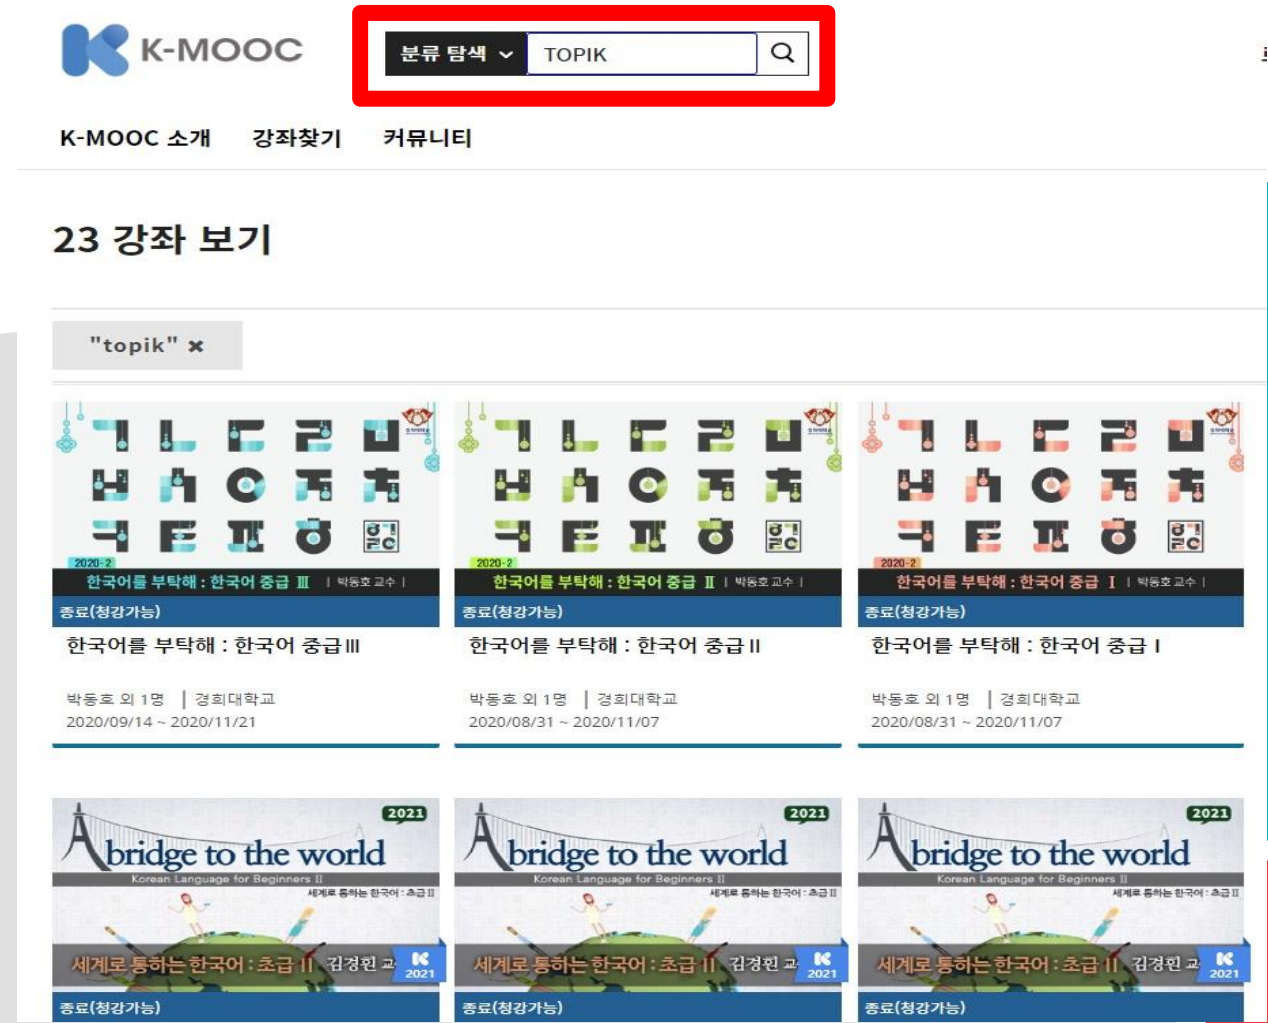 K-MOOC
분류 탐색
TOPIK
K-MOOC 소개
강좌찾기
커뮤니티
23 강좌 보기
"topik" ✖
ㄱ ㄴ ㄷ ㄹ ㅁ
ㅂ ㅅ ㅇ ㅈ ㅊ
ㅋ ㅌ ㅍ ㅎ
2020-2
한국어를 부탁해 : 한국어 중급 Ⅲ | 박동호 교수 |
종료(청강가능)
한국어를 부탁해 : 한국어 중급Ⅲ
박동호 외 1명 | 경희대학교
2020/09/14 ~ 2020/11/21
ㄱ ㄴ ㄷ ㄹ ㅁ
ㅂ ㅅ ㅇ ㅈ ㅊ
ㅋ ㅌ ㅍ ㅎ
2020-2
한국어를 부탁해 : 한국어 중급 Ⅱ | 박동호 교수 |
종료(청강가능)
한국어를 부탁해 : 한국어 중급Ⅱ
박동호 외 1명 | 경희대학교
2020/08/31 ~ 2020/11/07
ㄱ ㄴ ㄷ ㄹ ㅁ
ㅂ ㅅ ㅇ ㅈ ㅊ
ㅋ ㅌ ㅍ ㅎ
2020-2
한국어를 부탁해 : 한국어 중급 Ⅰ | 박동호 교수 |
종료(청강가능)
한국어를 부탁해 : 한국어 중급Ⅰ
박동호 외 1명 | 경희대학교
2020/08/31 ~ 2020/11/07
2021
A bridge to the world
Korean Language for Beginners Ⅱ
세계로 통하는 한국어 : 초급Ⅱ
세계로 통하는 한국어 : 초급 Ⅱ 김경훤 교
K 2021
종료(청강가능)
2021
A bridge to the world
Korean Language for Beginners Ⅱ
세계로 통하는 한국어 : 초급Ⅱ
세계로 통하는 한국어 : 초급 Ⅱ 김경훤 교
K 2021
종료(청강가능)
2021
A bridge to the world
Korean Language for Beginners Ⅱ
세계로 통하는 한국어 : 초급Ⅱ
세계로 통하는 한국어 : 초급 Ⅱ 김경훤 교
K 2021
종료(청강가능)